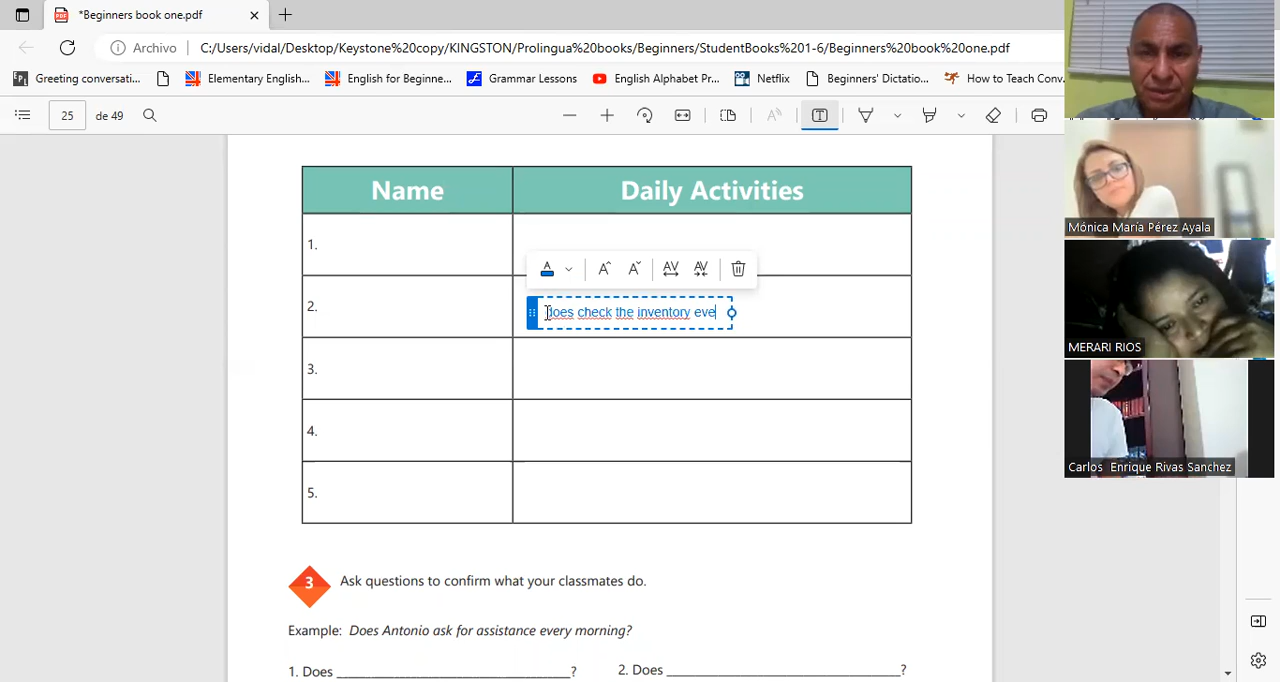 *Beginners book one.pdf
Archivo
C:/Users/vidal/Desktop/Keystone%20copy/KINGSTON/Prolingua%20books/Beginners/StudentBooks%201-6/Beginners%20book%20one.pdf
Greeting conversati...
Elementary English...
English for Beginne...
Grammar Lessons
English Alphabet Pr...
Netflix
Beginners' Dictatio...
How to Teach Conv
25 de 49
Name
Daily Activities
1.
2.
does check the inventory eve
3.
4.
5.
3 Ask questions to confirm what your classmates do.
Example: Does Antonio ask for assistance every morning?
1. Does ______?
2. Does ______?
Mónica María Pérez Ayala
MERARI RIOS
Carlos Enrique Rivas Sanchez